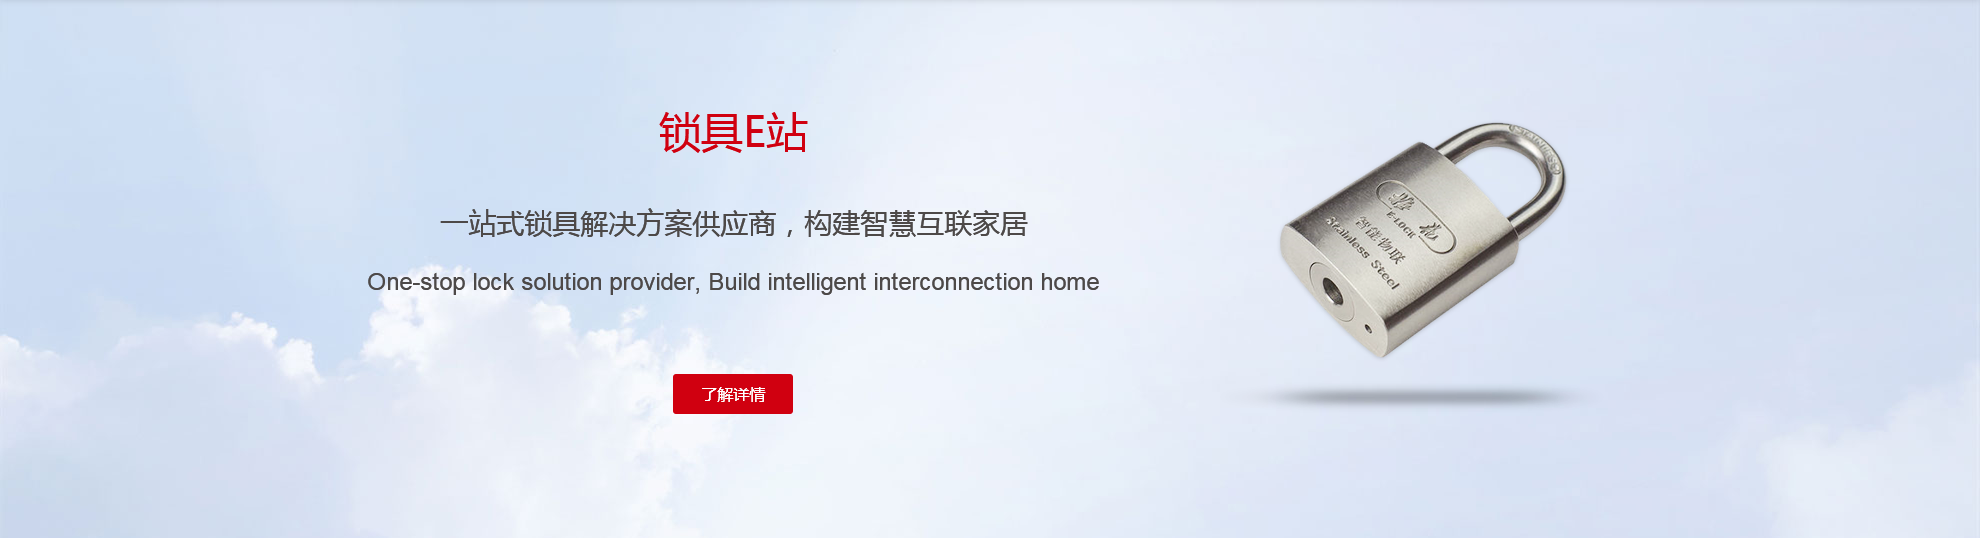 锁具E站
一站式锁具解决方案供应商，构建智慧互联家居
One-stop lock solution provider, Build intelligent interconnection home
了解详情
E-LOCK
智能物联
Stainless Steel